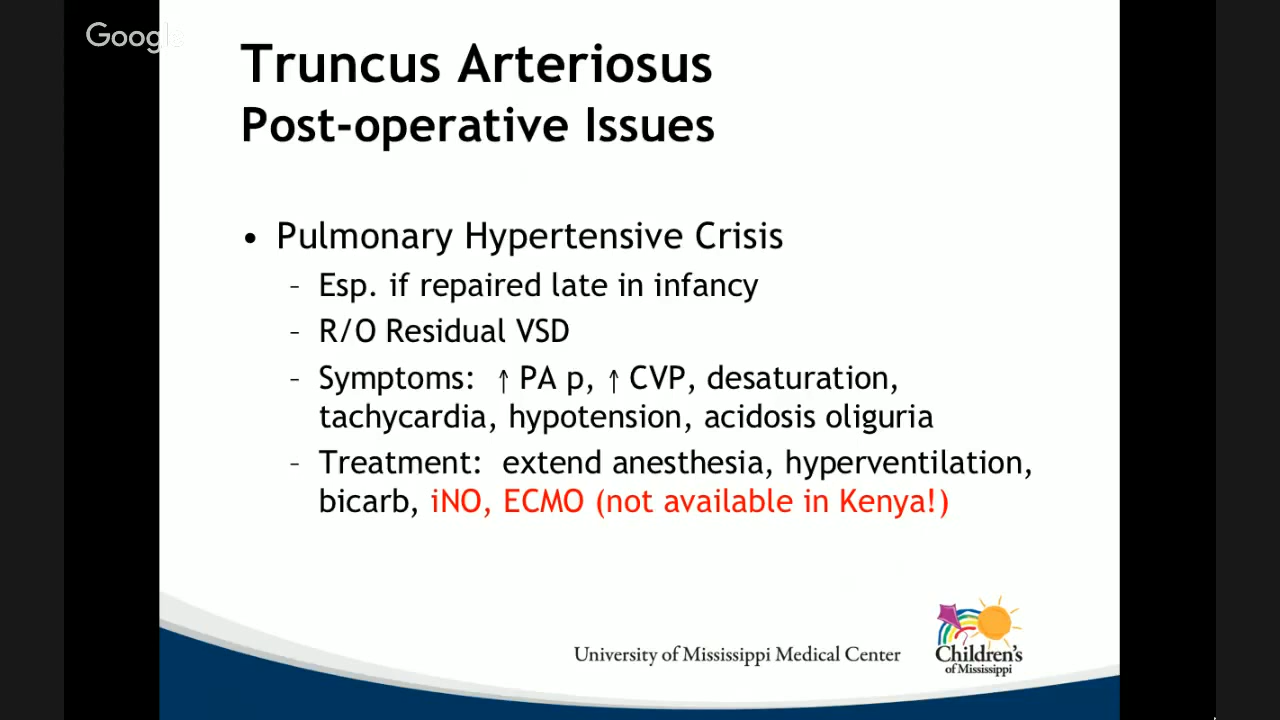 Google
Truncus Arteriosus
Post-operative Issues
• Pulmonary Hypertensive Crisis
– Esp. if repaired late in infancy
– R/O Residual VSD
– Symptoms: ↑ PA p, ↑ CVP, desaturation,
tachycardia, hypotension, acidosis oliguria
– Treatment: extend anesthesia, hyperventilation,
bicarb, iNO, ECMO (not available in Kenya!)
University of Mississippi Medical Center
Children's
of Mississippi